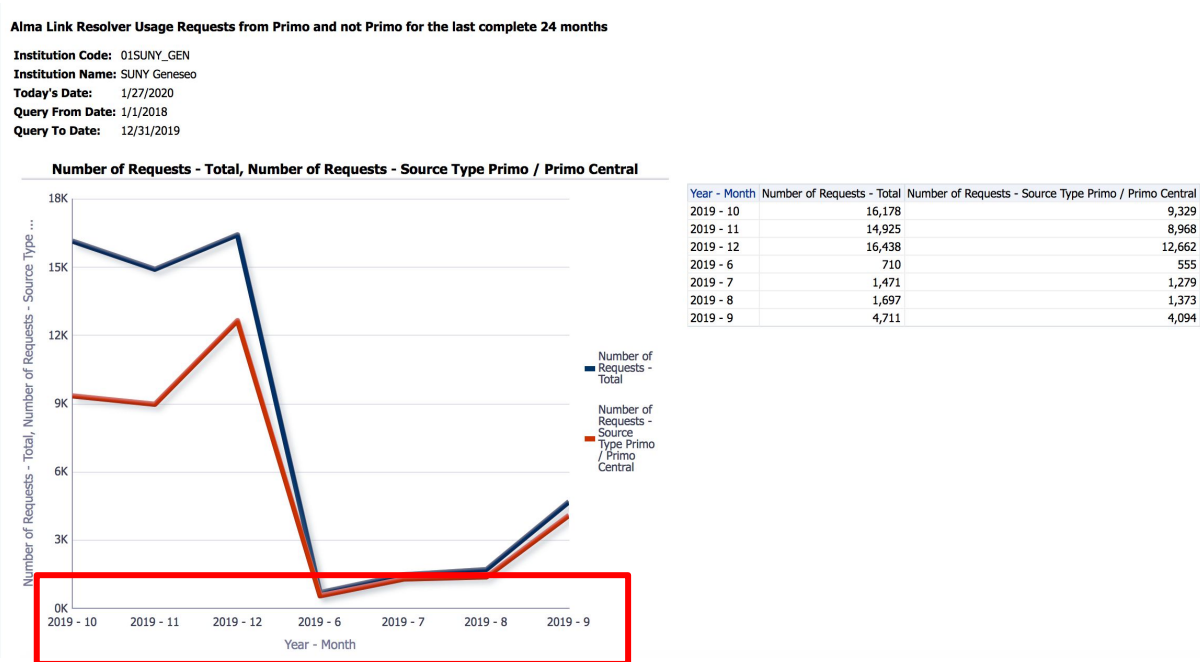 Alma Link Resolver Usage Requests from Primo and not Primo for the last complete 24 months
Institution Code: 01SUNY_GEN
Institution Name: SUNY Geneseo
Today's Date: 1/27/2020
Query From Date: 1/1/2018
Query To Date: 12/31/2019
Number of Requests - Total, Number of Requests - Source Type Primo / Primo Central
Number of Requests - Total, Number of Requests - Source Type ...
18K
15K
12K
9K
6K
3K
0K
2019 - 10 2019 - 11 2019 - 12 2019 - 6 2019 - 7 2019 - 8 2019 - 9
Year - Month
Number of
Requests -
Total
Number of
Requests -
Source
Type Primo
/ Primo
Central
Year - Month Number of Requests - Total Number of Requests - Source Type Primo / Primo Central
2019 - 10 16,178 9,329
2019 - 11 14,925 8,968
2019 - 12 16,438 12,662
2019 - 6 710 555
2019 - 7 1,471 1,279
2019 - 8 1,697 1,373
2019 - 9 4,711 4,094